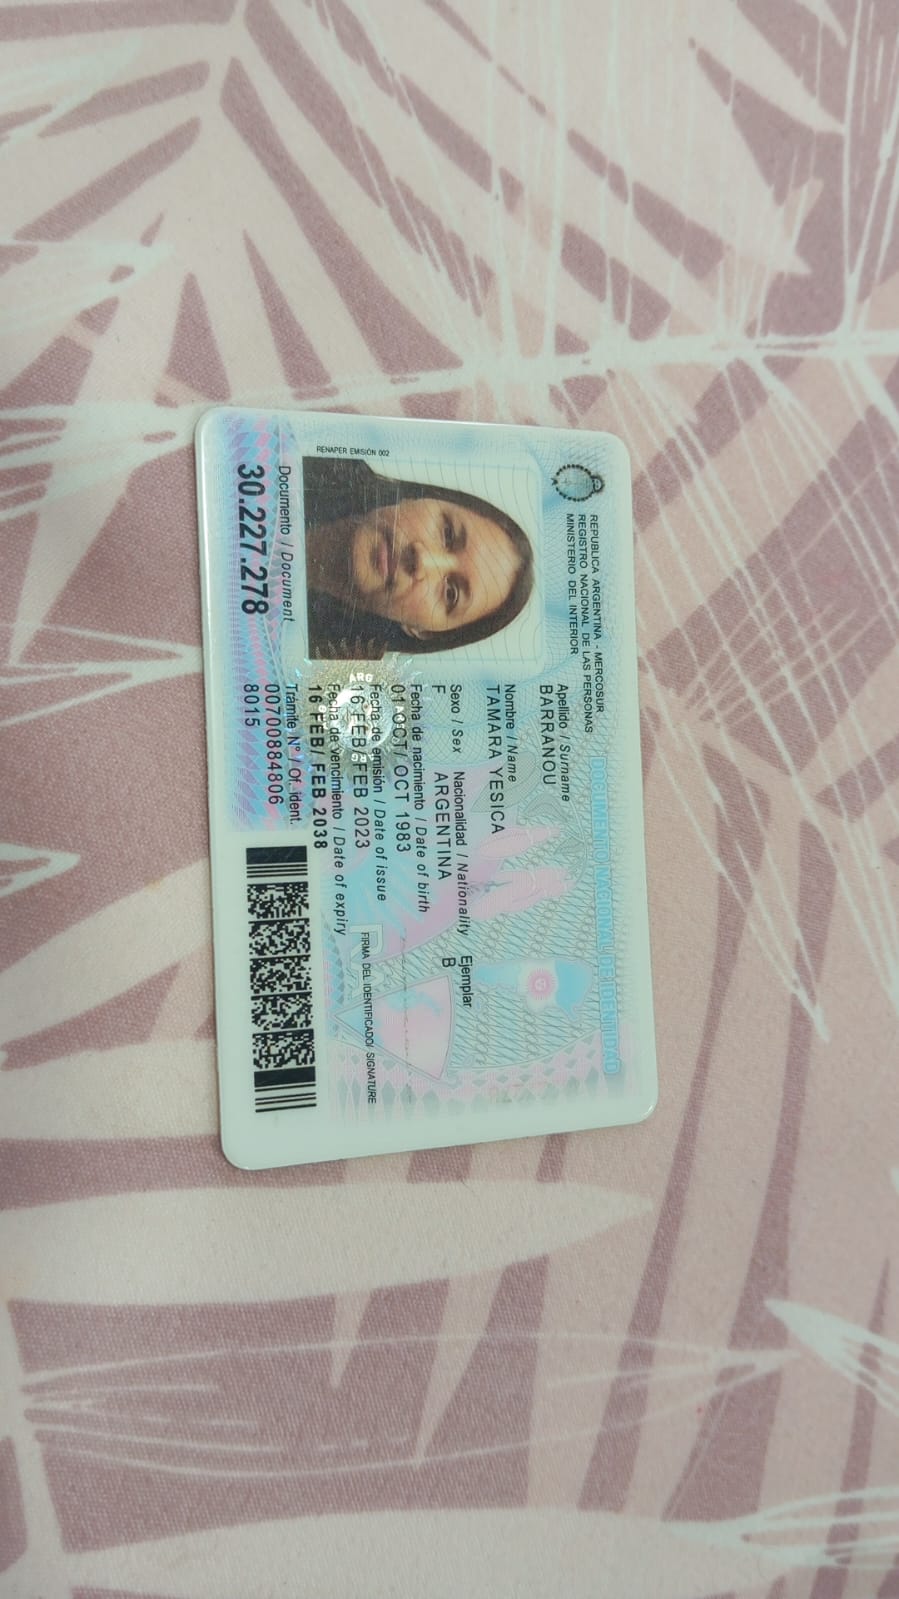 REPUBLICA ARGENTINA - MERCOSUR
REGISTRO NACIONAL DE LAS PERSONAS
MINISTERIO DEL INTERIOR
DOCUMENTO NACIONAL DE IDENTIDAD
RENAPER EMISIÓN 002
Apellido / Surname
BARRANOU
Nombre / Name
TAMARA YESICA
Sexo / Sex Nacionalidad / Nationality Ejemplar
F ARGENTINA B
Fecha de nacimiento / Date of birth
01 OCT/ OCT 1983
Fecha de emisión / Date of issue
16 FEB/ FEB 2023
FIRMA DEL IDENTIFICADO/ SIGNATURE
Fecha de vencimiento / Date of expiry
16 FEB/ FEB 2038
Documento / Document
30.227.278
Trámite N° / Of. ident.
00700884806
8015
ARG